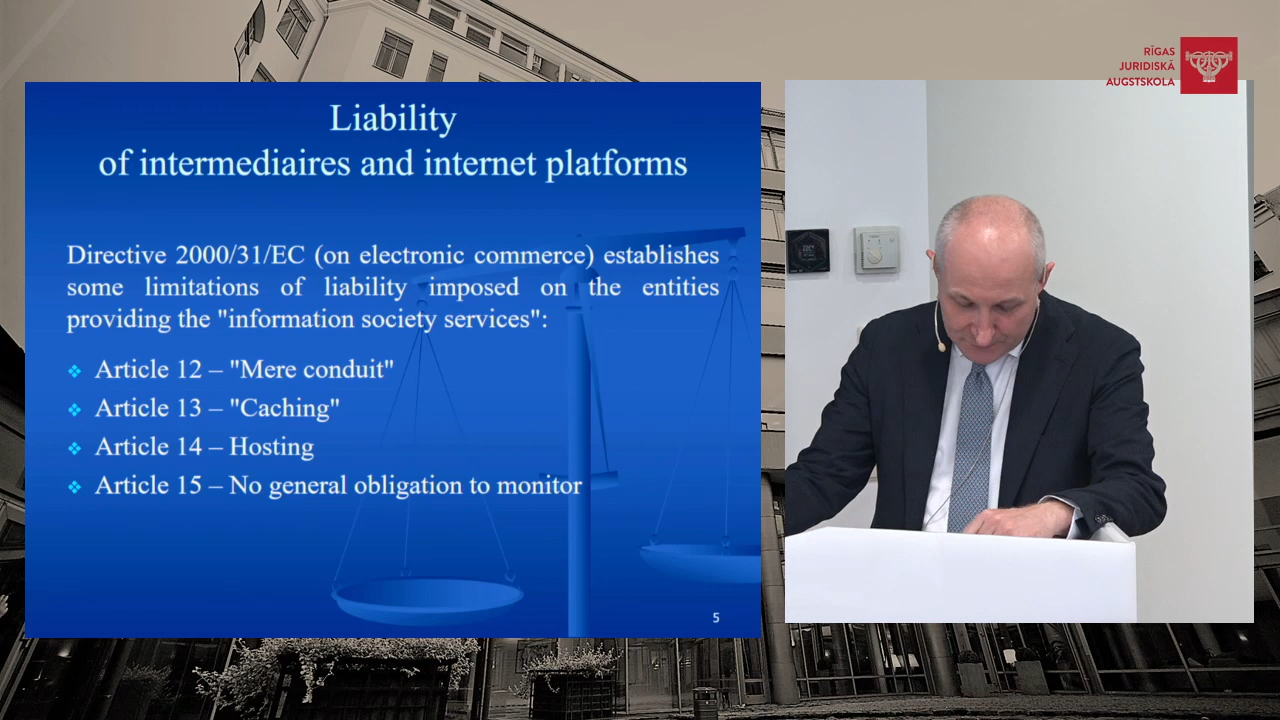 RĪGAS
JURIDISKĀ
AUGSTSKOLA
Liability
of intermediaires and internet platforms
Directive 2000/31/EC (on electronic commerce) establishes
some limitations of liability imposed on the entities
providing the "information society services":
❖ Article 12 – "Mere conduit"
❖ Article 13 – "Caching"
❖ Article 14 – Hosting
❖ Article 15 – No general obligation to monitor
5